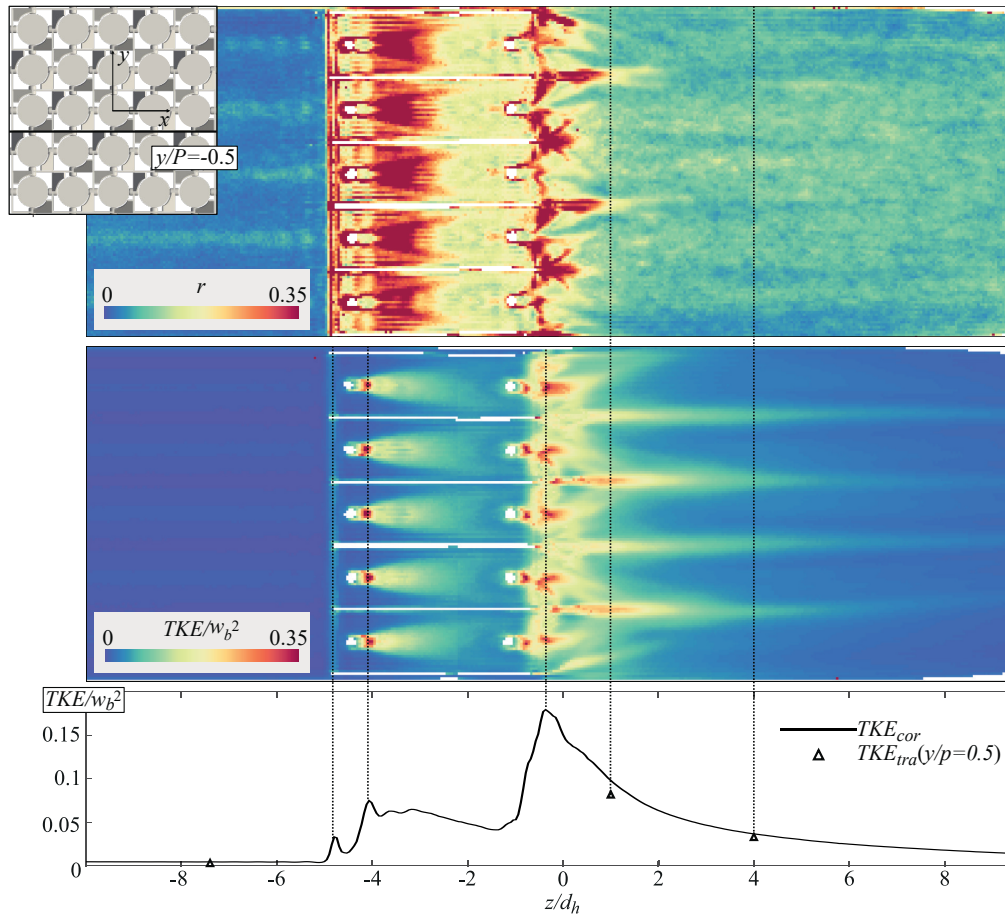 y
x
y/P=-0.5
r
0 0.35
TKE/w_b^2
0 0.35
TKE/w_b^2
0.15
0.1
0.05
0
TKE_cor
TKE_tra(y/p=0.5)
-8 -6 -4 -2 0 2 4 6 8
z/d_h